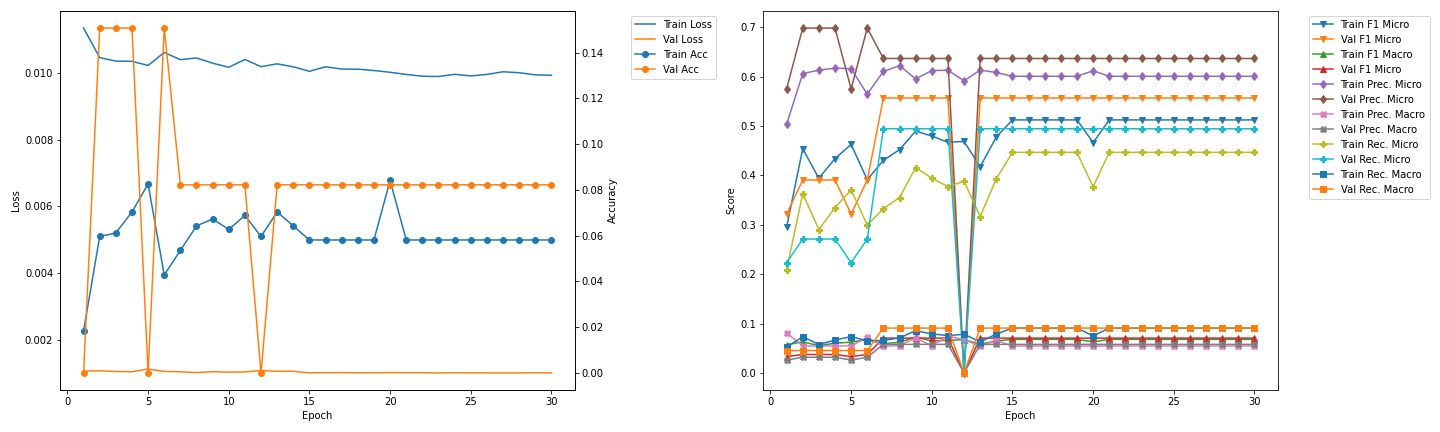 0.010
0.008
0.006
0.004
0.002
Loss
0
5
10
15
20
25
30
Epoch
0.14
0.12
0.10
0.08
0.06
0.04
0.02
0.00
Accuracy
Train Loss
Val Loss
Train Acc
Val Acc
0.7
0.6
0.5
0.4
0.3
0.2
0.1
0.0
Score
0
5
10
15
20
25
30
Epoch
Train F1 Micro
Val F1 Micro
Train F1 Macro
Val F1 Micro
Train Prec. Micro
Val Prec. Micro
Train Prec. Macro
Val Prec. Macro
Train Rec. Micro
Val Rec. Micro
Train Rec. Macro
Val Rec. Macro